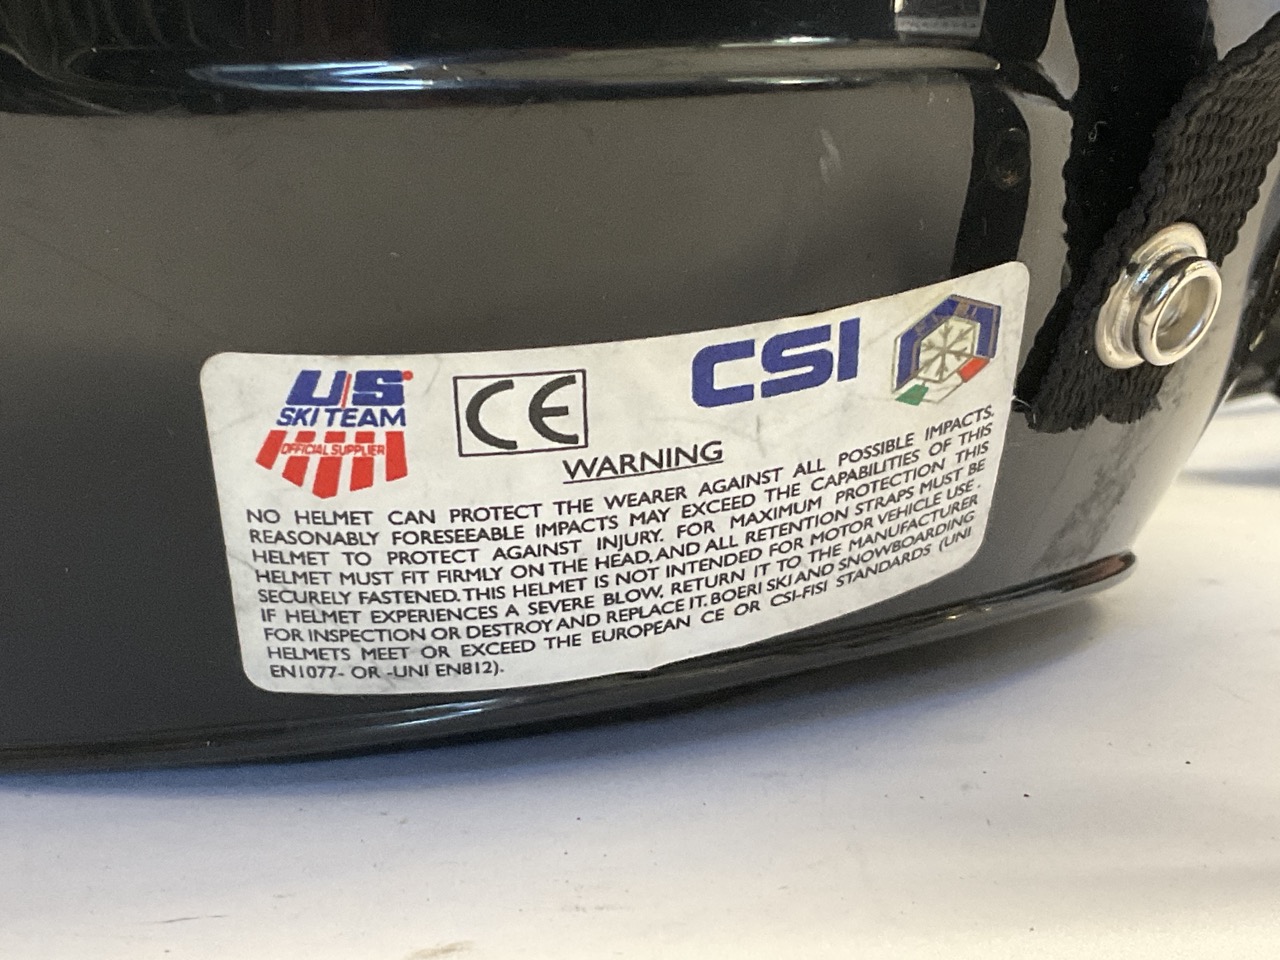 US
SKI TEAM
OFFICIAL SUPPLIER
CE
CSI
WARNING
NO HELMET CAN PROTECT THE WEARER AGAINST ALL POSSIBLE IMPACTS.
REASONABLY FORESEEABLE IMPACTS MAY EXCEED THE CAPABILITIES OF THIS
HELMET TO PROTECT AGAINST INJURY. FOR MAXIMUM PROTECTION THIS
HELMET MUST FIT FIRMLY ON THE HEAD, AND ALL RETENTION STRAPS MUST BE
SECURELY FASTENED. THIS HELMET IS NOT INTENDED FOR MOTOR VEHICLE USE.
IF HELMET EXPERIENCES A SEVERE BLOW, RETURN IT TO THE MANUFACTURER
FOR INSPECTION OR DESTROY AND REPLACE IT. BOERI SKI AND SNOWBOARDING
HELMETS MEET OR EXCEED THE EUROPEAN CE OR CSI-FISI STANDARDS (UNI
EN1077- OR -UNI EN812).